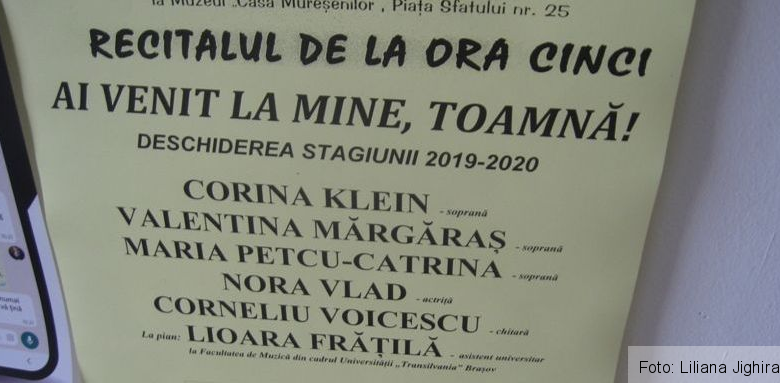 la Muzeul „Casa Mureșenilor”, Piața Sfatului nr. 25
RECITALUL DE LA ORA CINCI
AI VENIT LA MINE, TOAMNĂ!
DESCHIDEREA STAGIUNII 2019-2020
CORINA KLEIN - soprană
VALENTINA MĂRGĂRAȘ - soprană
MARIA PETCU-CATRINA - soprană
NORA VLAD - actriță
CORNELIU VOICESCU - chitară
La pian: LIOARA FRĂȚILĂ - asistent universitar
la Facultatea de Muzică din cadrul Universității „Transilvania” Brașov
Foto: Liliana Jighira